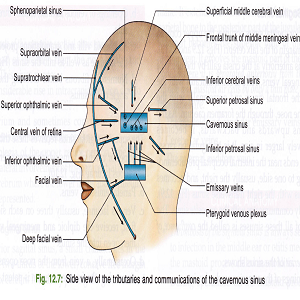 Sphenoparietal sinus
Supraorbital vein
Supratrochlear vein
Superior ophthalmic vein
Central vein of retina
Inferior ophthalmic vein
Facial vein
Deep facial vein
Superficial middle cerebral vein
Frontal trunk of middle meningeal vein
Inferior cerebral veins
Superior petrosal sinus
Cavernous sinus
Inferior petrosal sinus
Emissary veins
Pterygoid venous plexus
Fig. 12.7: Side view of the tributaries and communications of the cavernous sinus